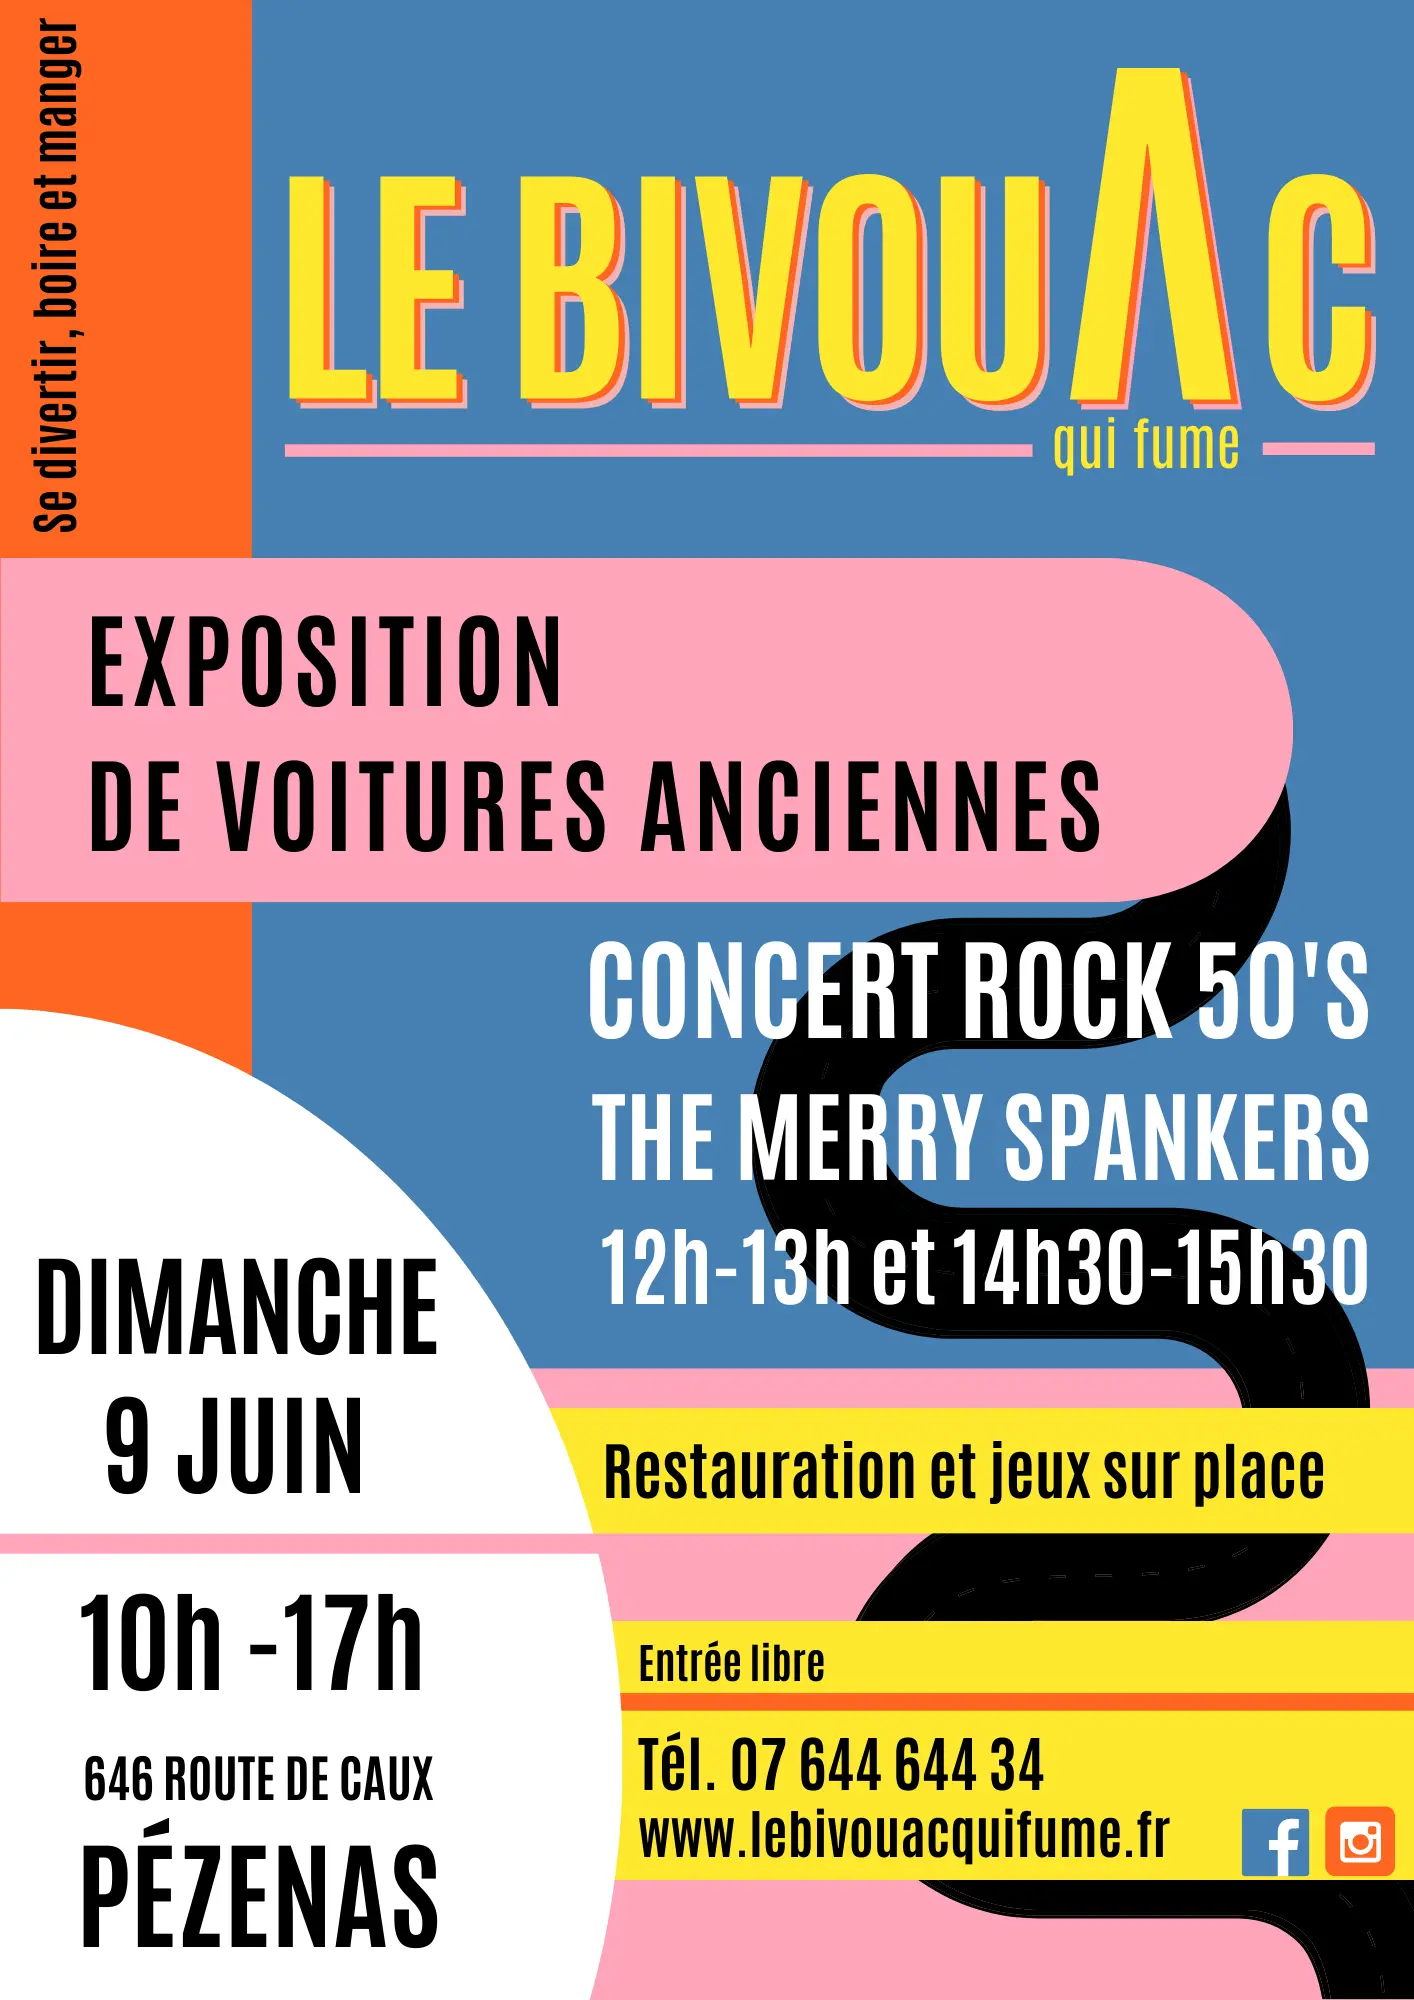 Se divertir, boire et manger
LE BIVOUAC
qui fume
EXPOSITION
DE VOITURES ANCIENNES
CONCERT ROCK 50'S
THE MERRY SPANKERS
12h-13h et 14h30-15h30
DIMANCHE
9 JUIN
Restauration et jeux sur place
10h -17h
646 ROUTE DE CAUX
PÉZENAS
Entrée libre
Tél. 07 644 644 34
www.lebivouacquifume.fr